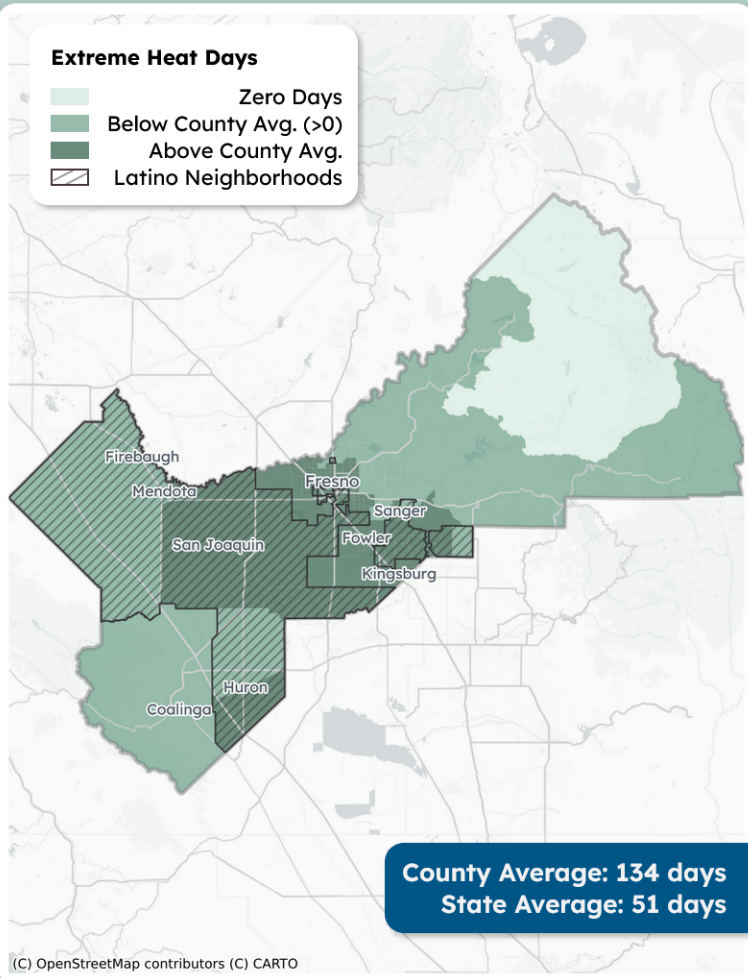 Extreme Heat Days
Zero Days
Below County Avg. (>0)
Above County Avg.
Latino Neighborhoods
Firebaugh
Mendota
Fresno
Sanger
San Joaquin
Fowler
Kingsburg
Huron
Coalinga
County Average: 134 days
State Average: 51 days
(C) OpenStreetMap contributors (C) CARTO